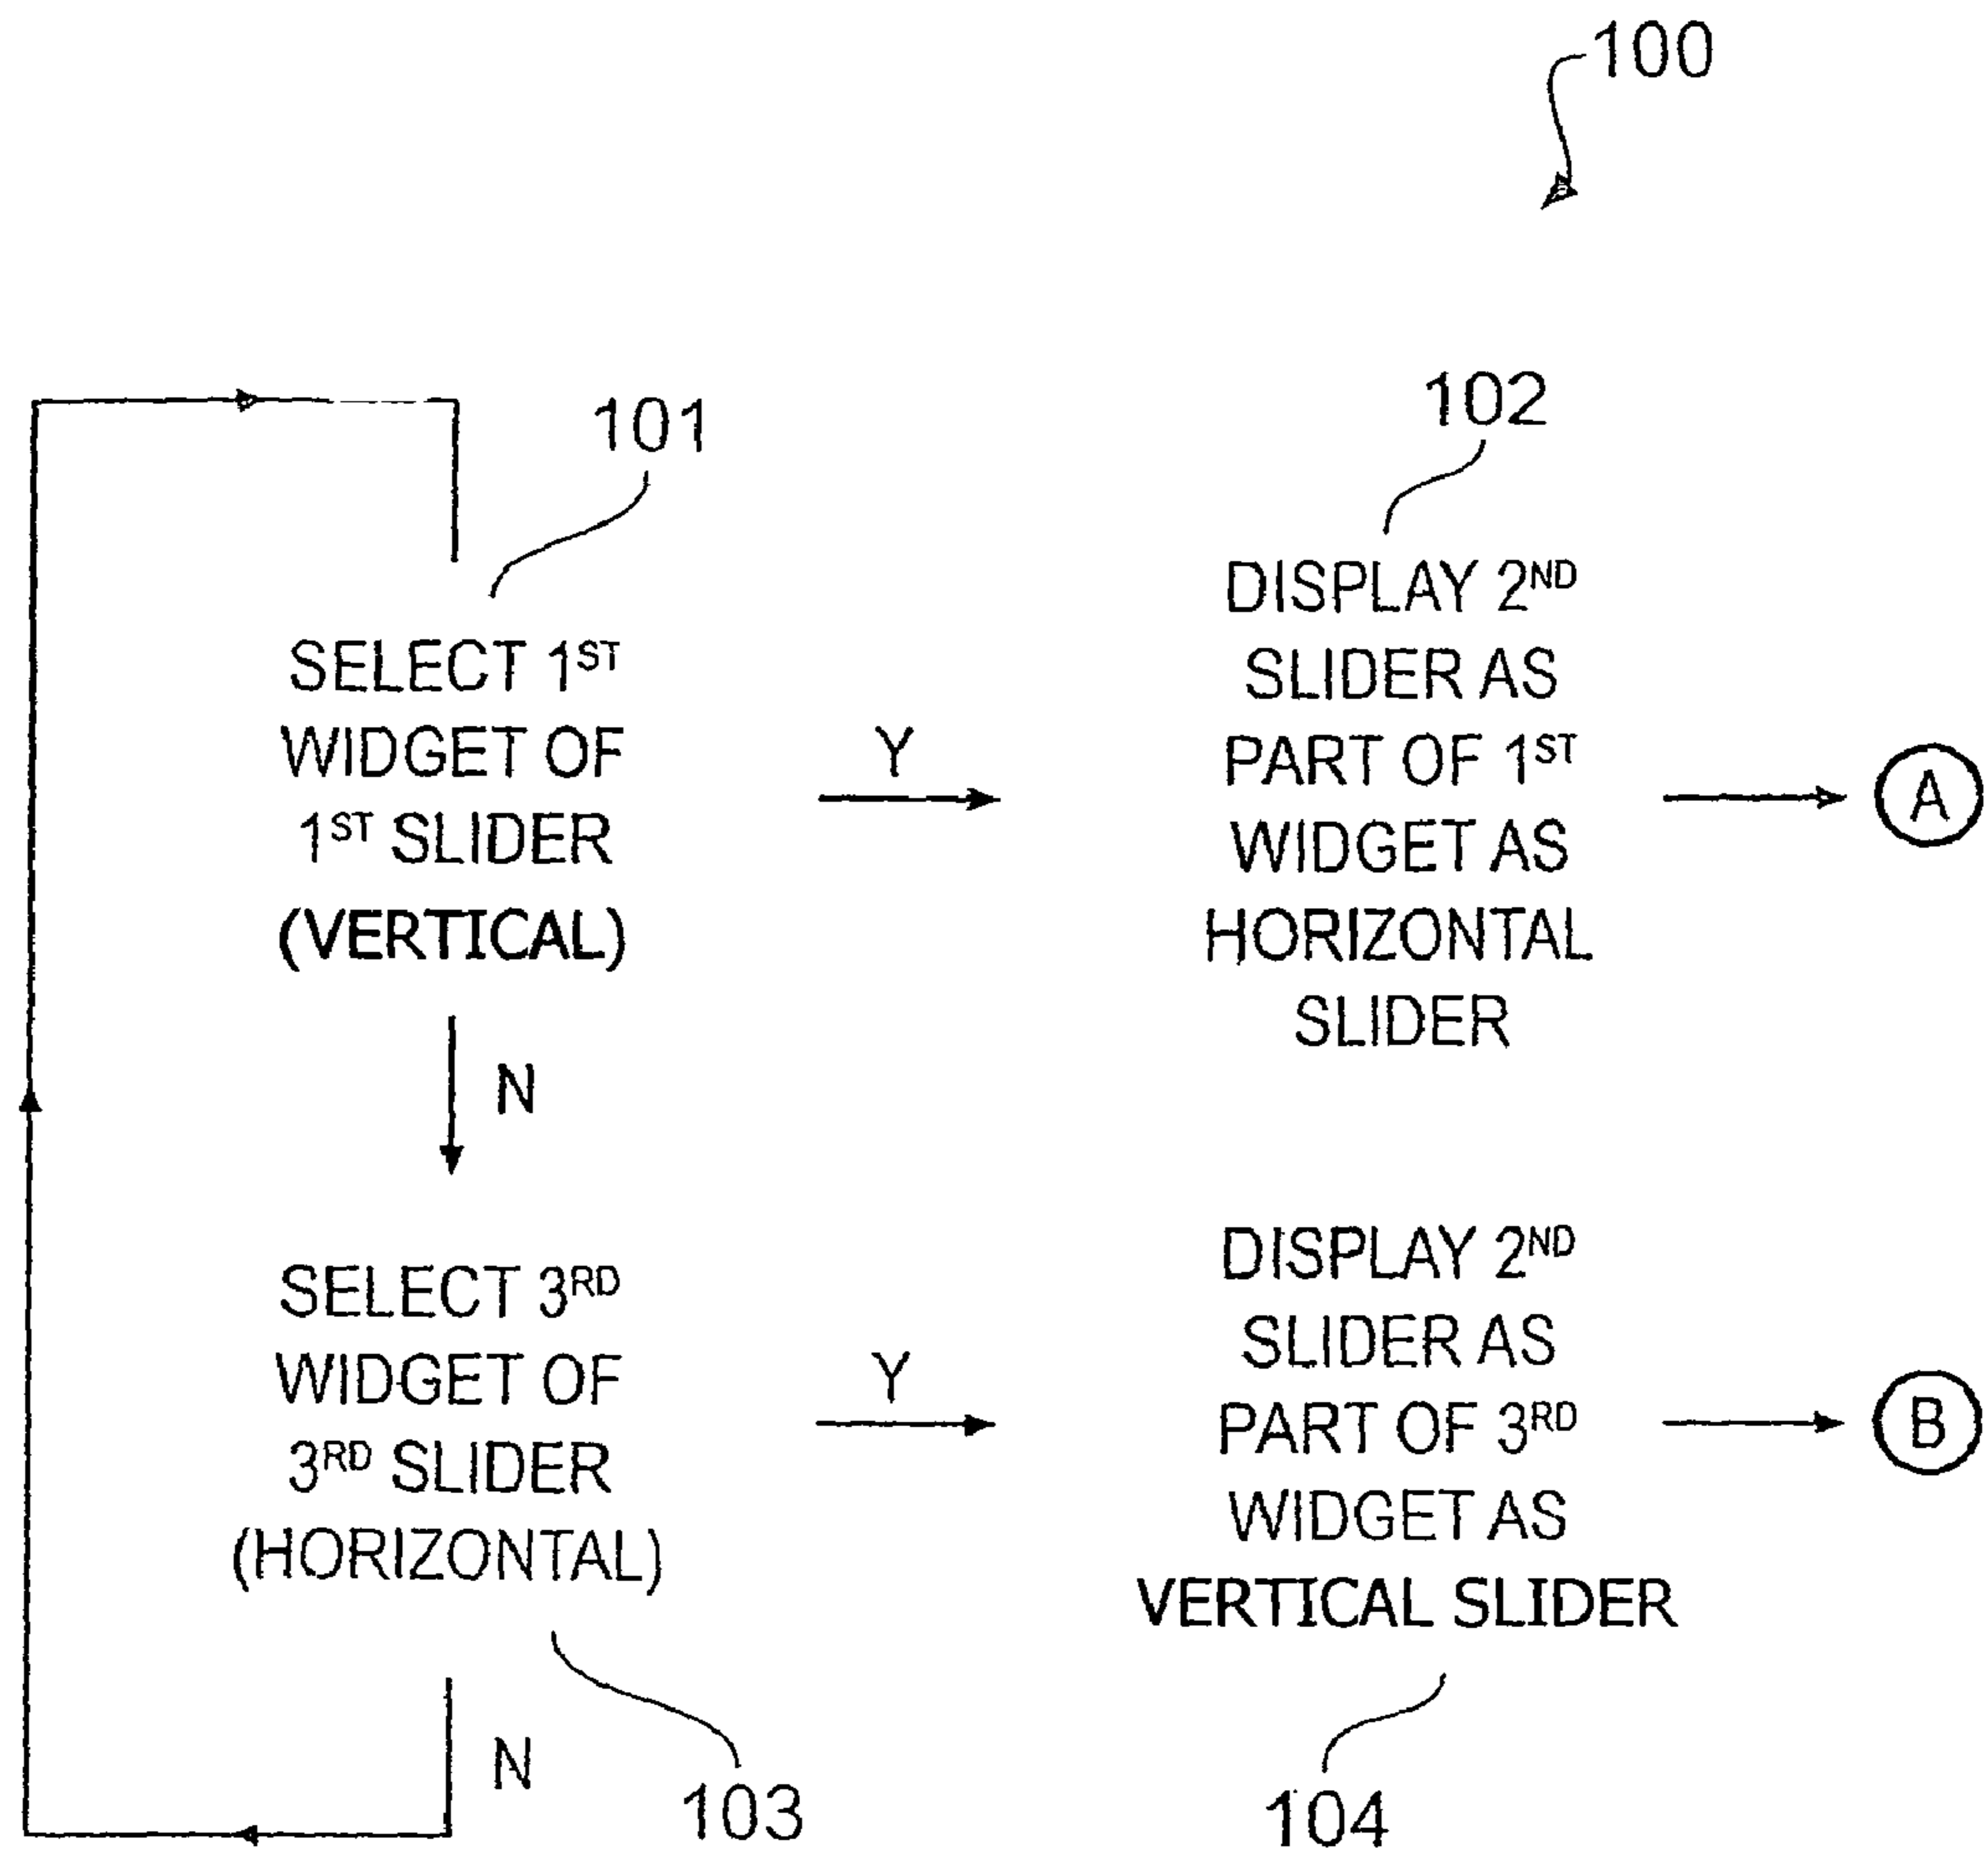 100
101
SELECT 1ST
WIDGET OF
1ST SLIDER
(VERTICAL)
Y
102
DISPLAY 2ND
SLIDER AS
PART OF 1ST
WIDGET AS
HORIZONTAL
SLIDER
A
N
SELECT 3RD
WIDGET OF
3RD SLIDER
(HORIZONTAL)
103
Y
DISPLAY 2ND
SLIDER AS
PART OF 3RD
WIDGET AS
VERTICAL SLIDER
104
B
N